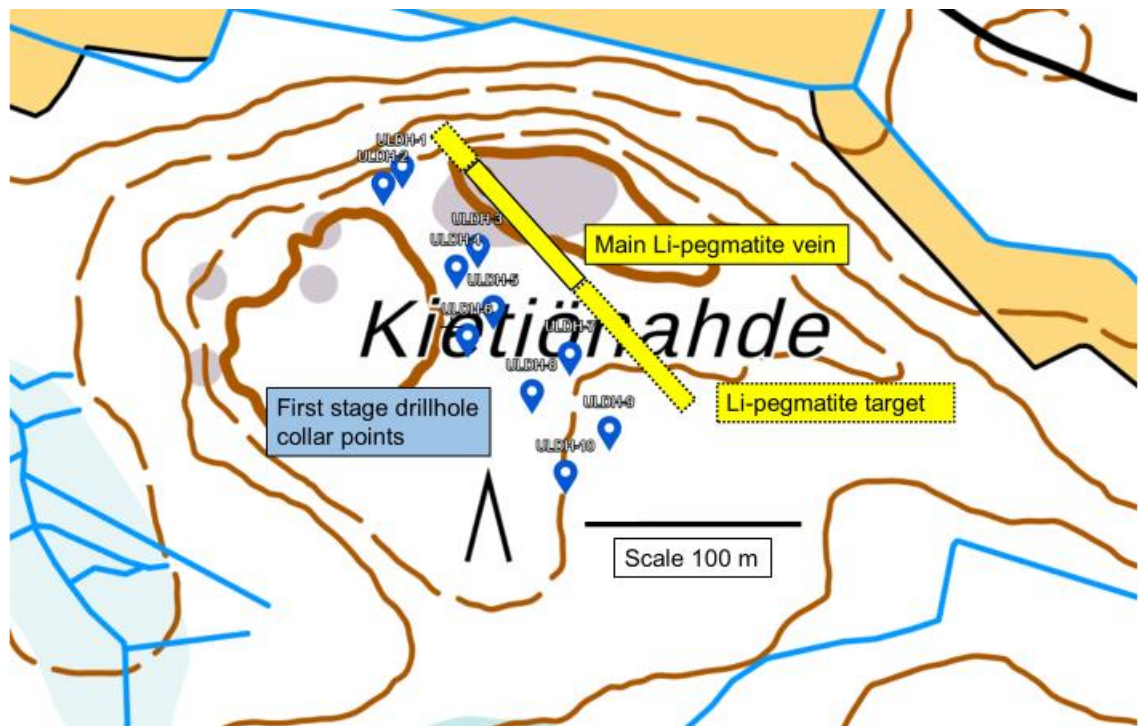 ULDH-1
ULDH-2
ULDH-3
ULDH-4
ULDH-5
ULDH-6
ULDH-7
ULDH-8
ULDH-9
ULDH-10
Main Li-pegmatite vein
Kietiönahde
Li-pegmatite target
First stage drillhole
collar points
Scale 100 m